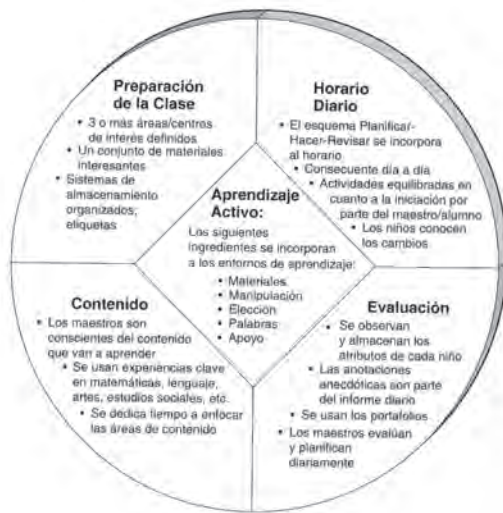 Preparación
de la Clase
• 3 o más áreas/centros
de interés definidos
• Un conjunto de materiales
interesantes
• Sistemas de
almacenamiento
organizados;
etiquetas
Horario
Diario
• El esquema Planificar-
Hacer-Revisar se incorpora
al horario
• Consecuente día a día
• Actividades equilibradas en
cuanto a la iniciación por
parte del maestro/alumno
• Los niños conocen
los cambios
Aprendizaje
Activo:
Los siguientes
ingredientes se incorporan
a los entornos de aprendizaje:
• Materiales
• Manipulación
• Elección
• Palabras
• Apoyo
Contenido
• Los maestros son
conscientes del contenido
que van a aprender
• Se usan experiencias clave
en matemáticas, lenguaje,
artes, estudios sociales, etc.
• Se dedica tiempo a enfocar
las áreas de contenido
Evaluación
• Se observan
y almacenan los
atributos de cada niño
• Las anotaciones
anecdóticas son parte
del informe diario
• Se usan los portafolios
• Los maestros evalúan
y planifican
diariamente